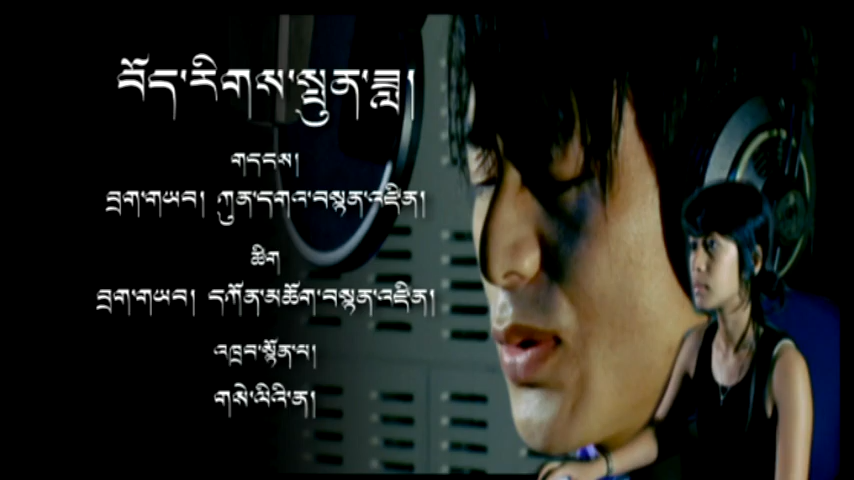 བོད་རིགས་སྤུན་ཟླ།
གདངས།
བྲག་གཡབ། ཀུན་དགའ་བསྟན་འཛིན།
ཚིག
བྲག་གཡབ། དཀོན་མཆོག་བསྟན་འཛིན།
འཁྲབ་སྟོན་པ།
གསེ་ལིའི་ན།